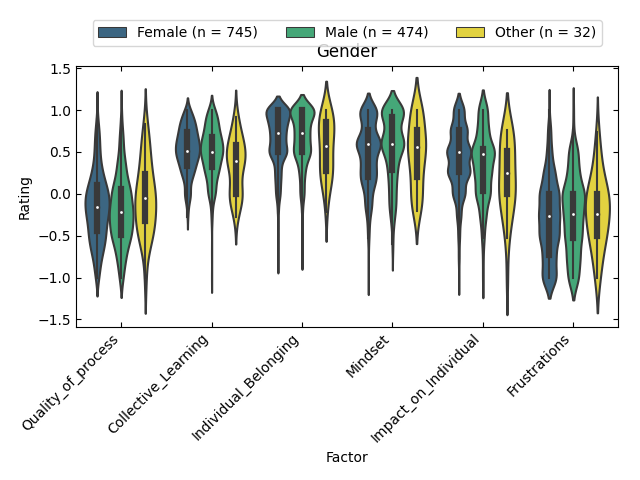 Female (n = 745) Male (n = 474) Other (n = 32)
Gender
1.5
1.0
0.5
0.0
−0.5
−1.0
−1.5
Rating
Quality_of_process
Collective_Learning
Individual_Belonging
Mindset
Impact_on_Individual
Frustrations
Factor